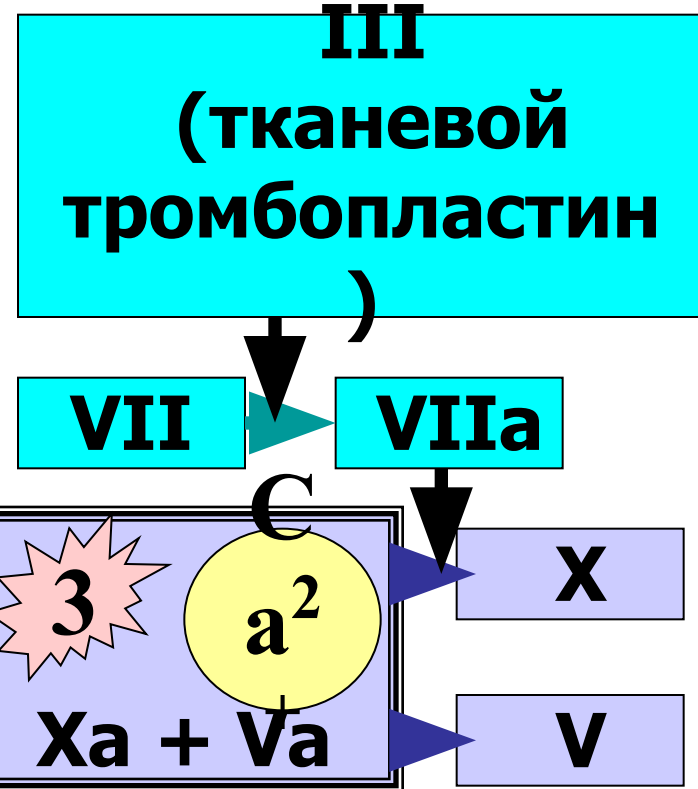 III
(тканевой
тромбопластин
)
VII
VIIa
C
a2
+
3
X
Xa + Va
V